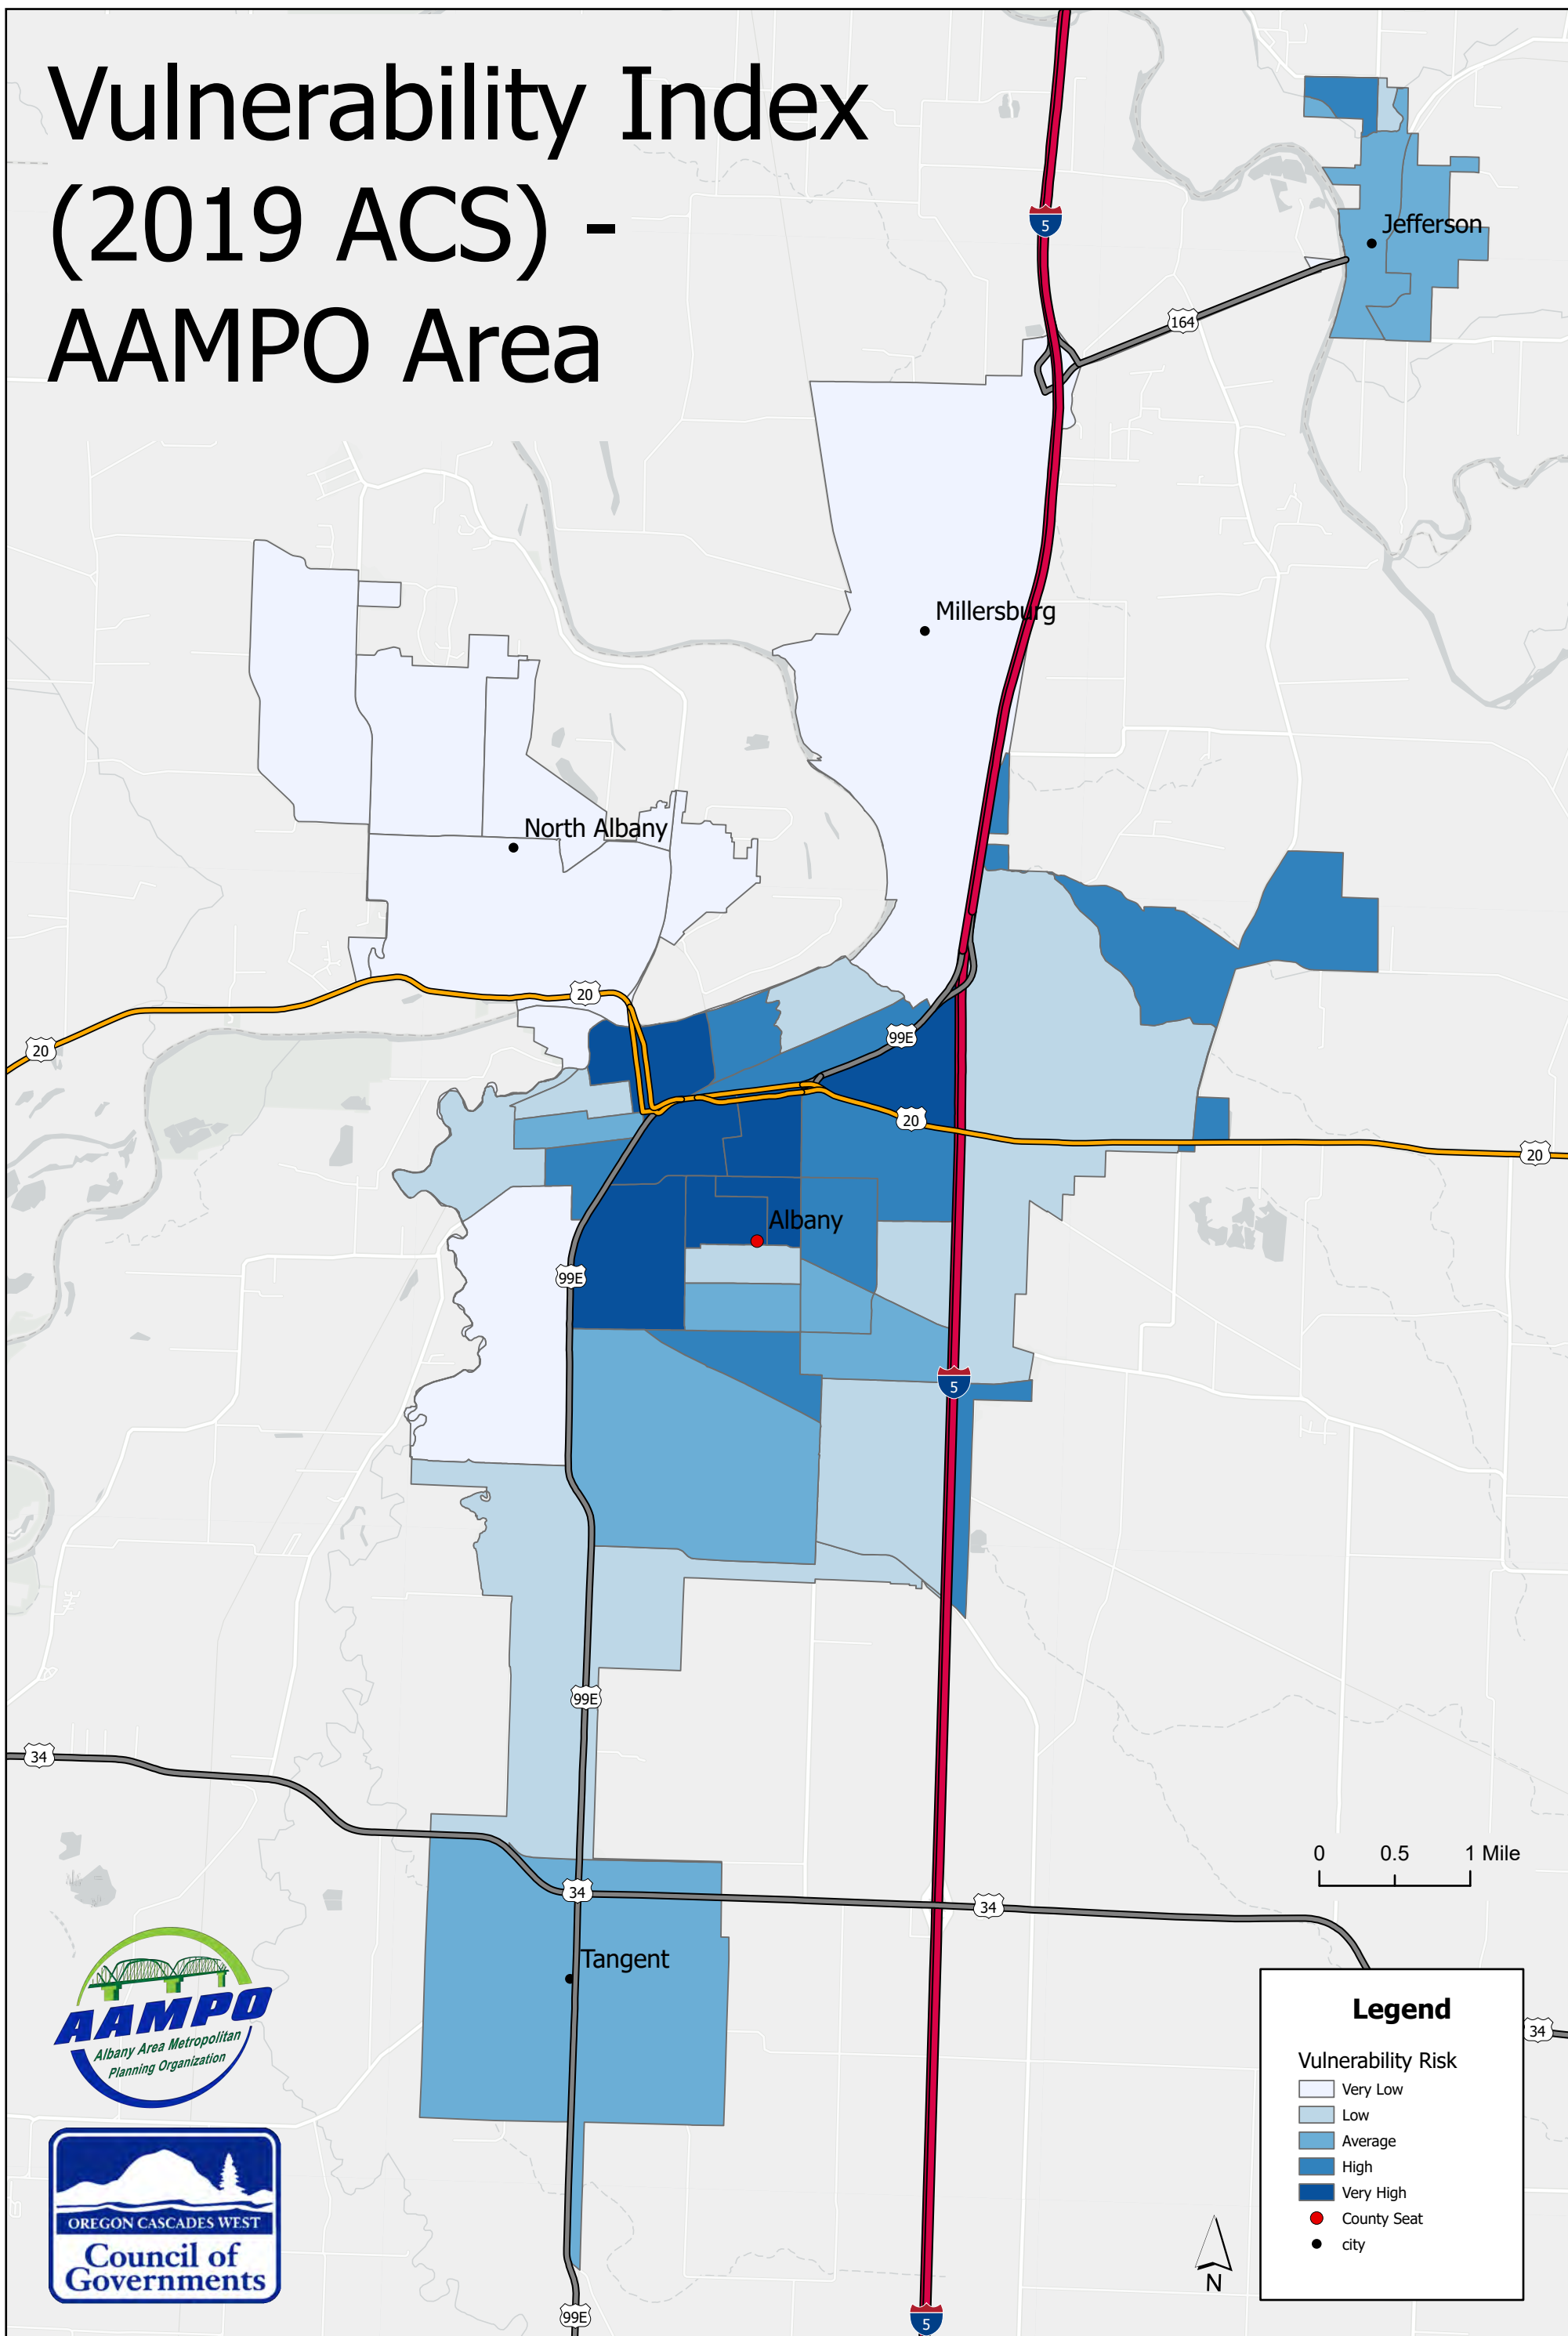 Vulnerability Index
(2019 ACS) -
AAMPO Area
5
Jefferson
164
Millersburg
North Albany
20
20
99E
20
20
Albany
99E
5
99E
34
0 0.5 1 Mile
34
34
Tangent
34
AAMPO
Albany Area Metropolitan
Planning Organization
OREGON CASCADES WEST
Council of
Governments
Legend
Vulnerability Risk
Very Low
Low
Average
High
Very High
County Seat
city
N
99E
5